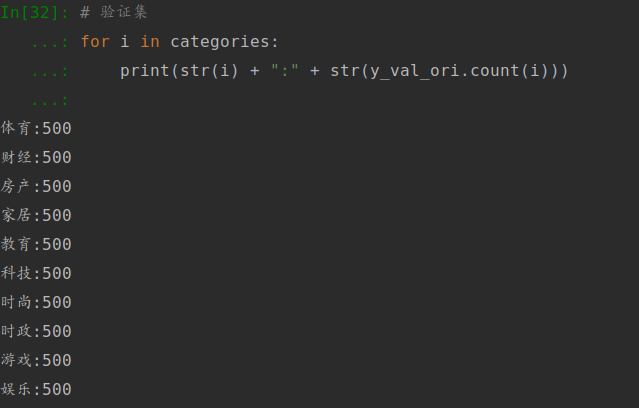 In[32]: # 验证集
...: for i in categories:
...:     print(str(i) + ":" + str(y_val_ori.count(i)))
...:
体育:500
财经:500
房产:500
家居:500
教育:500
科技:500
时尚:500
时政:500
游戏:500
娱乐:500